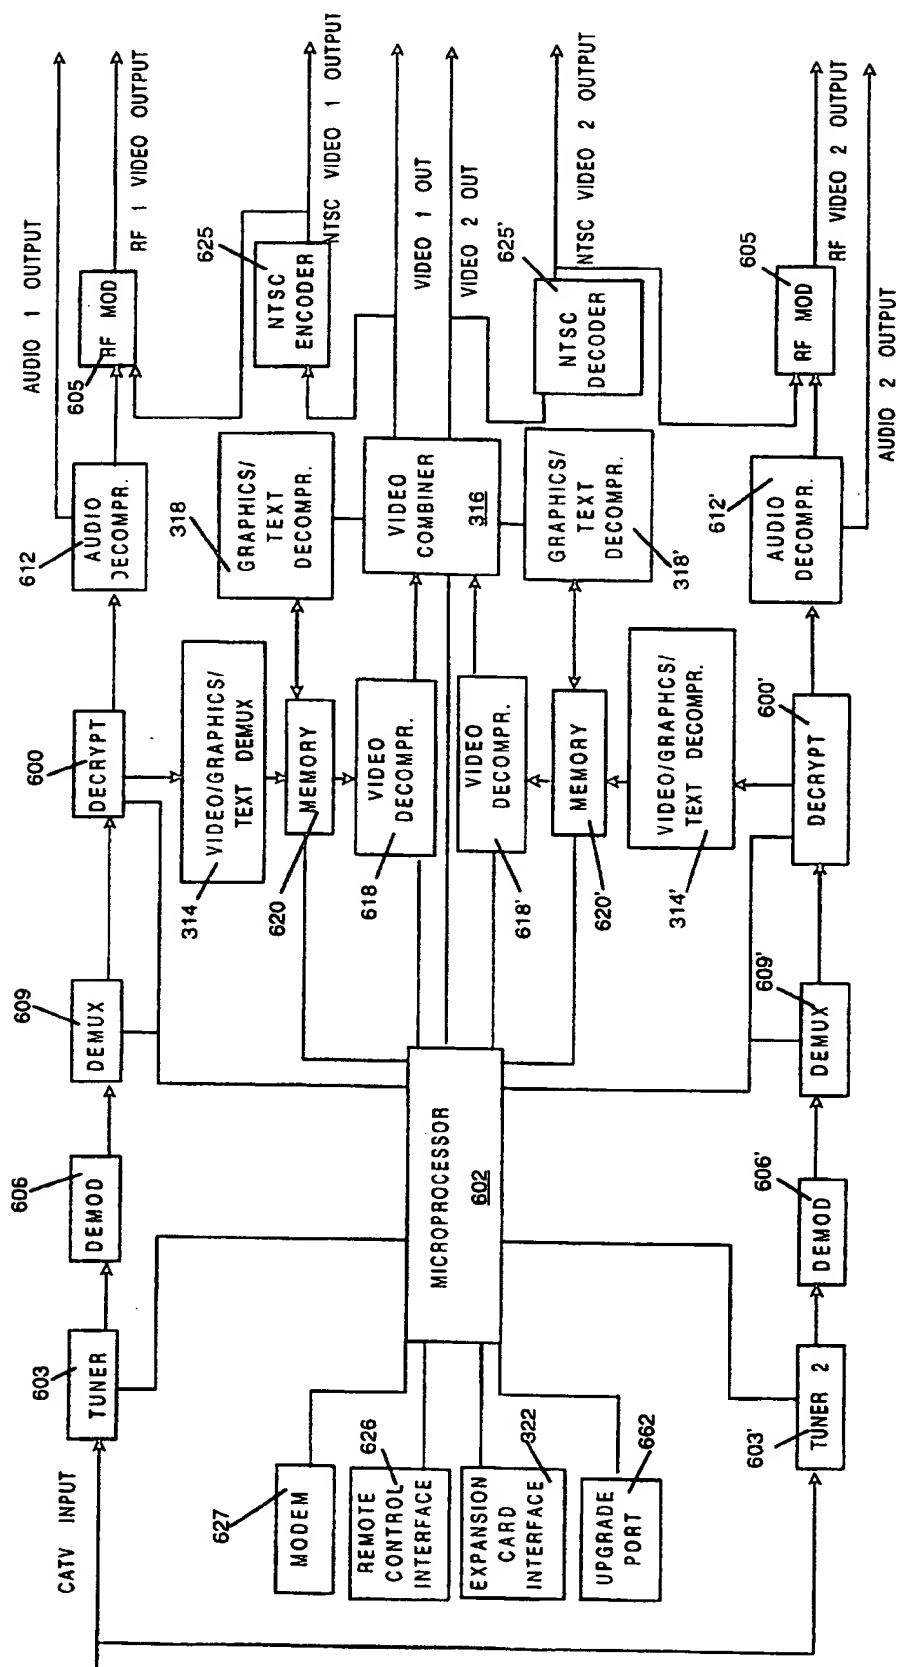 CATV INPUT
603
TUNER
606
DEMOD
609
DEMUX
600
DECRYPT
612
AUDIO
DECOMPR.
AUDIO 1 OUTPUT
605
RF MOD
RF 1 VIDEO OUTPUT
314
VIDEO/GRAPHICS/
TEXT DEMUX
318
GRAPHICS/
TEXT
DECOMPR.
625
NTSC
ENCODER
NTSC VIDEO 1 OUTPUT
627
MODEM
620
MEMORY
626
REMOTE
CONTROL
INTERFACE
618
VIDEO
DECOMPR.
MICROPROCESSOR
602
VIDEO
COMBINER
316
VIDEO 1 OUT
VIDEO 2 OUT
322
EXPANSION
CARD
INTERFACE
618'
VIDEO
DECOMPR.
662
UPGRADE
PORT
620'
MEMORY
318'
GRAPHICS/
TEXT
DECOMPR.
625'
NTSC
DECODER
NTSC VIDEO 2 OUTPUT
314'
VIDEO/GRAPHCS/
TEXT DECOMPR.
603'
TUNER 2
606'
DEMOD
609'
DEMUX
600'
DECRYPT
612'
AUDIO
DECOMPR.
605
RF MOD
RF VIDEO 2 OUTPUT
AUDIO 2 OUTPUT